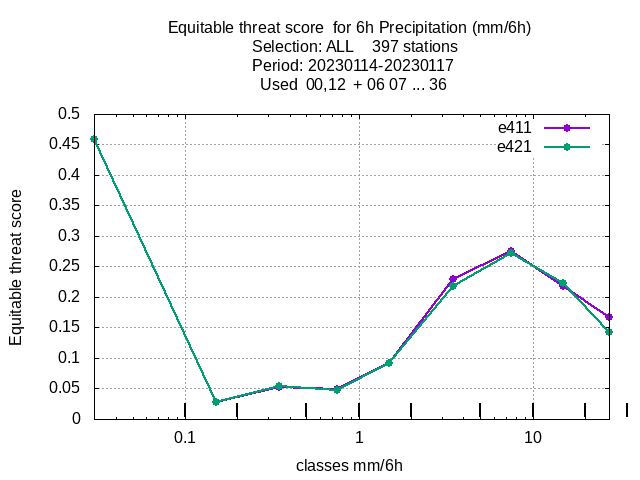 Equitable threat score  for 6h Precipitation (mm/6h)
Selection: ALL    397 stations
Period: 20230114-20230117
Used  00,12  + 06 07 ... 36
e411
e421
Equitable threat score
0.5
0.45
0.4
0.35
0.3
0.25
0.2
0.15
0.1
0.05
0
0.1 1 10
classes mm/6h